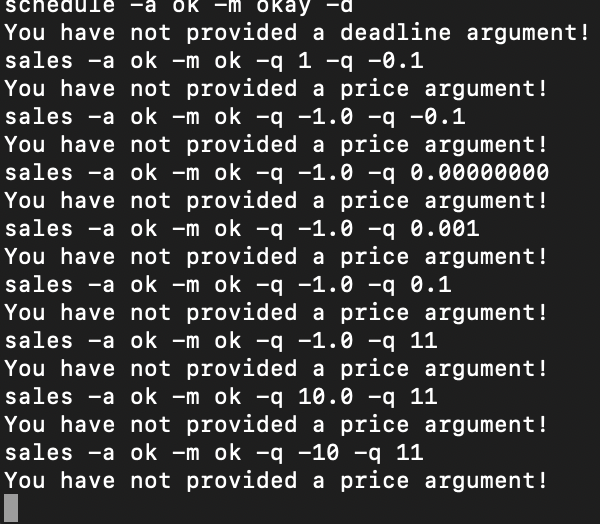 schedule -a ok -m okay -d
You have not provided a deadline argument!
sales -a ok -m ok -q 1 -q -0.1
You have not provided a price argument!
sales -a ok -m ok -q -1.0 -q -0.1
You have not provided a price argument!
sales -a ok -m ok -q -1.0 -q 0.00000000
You have not provided a price argument!
sales -a ok -m ok -q -1.0 -q 0.001
You have not provided a price argument!
sales -a ok -m ok -q -1.0 -q 0.1
You have not provided a price argument!
sales -a ok -m ok -q -1.0 -q 11
You have not provided a price argument!
sales -a ok -m ok -q 10.0 -q 11
You have not provided a price argument!
sales -a ok -m ok -q -10 -q 11
You have not provided a price argument!